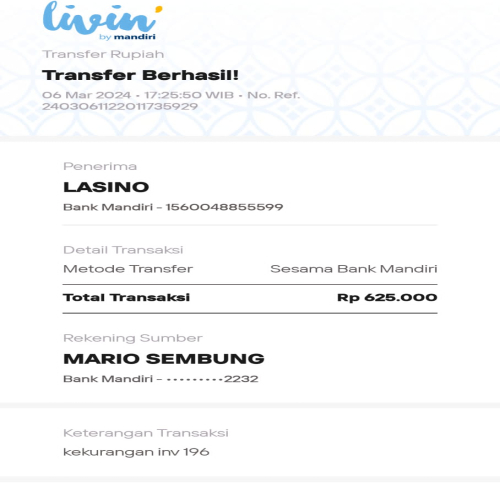 livin'
by mandiri
Transfer Rupiah
Transfer Berhasil!
06 Mar 2024 • 17:25:50 WIB • No. Ref.
2403061122011735929
Penerima
LASINO
Bank Mandiri - 1560048855599
Detail Transaksi
Metode Transfer Sesama Bank Mandiri
Total Transaksi Rp 625.000
Rekening Sumber
MARIO SEMBUNG
Bank Mandiri - •••••••••2232
Keterangan Transaksi
kekurangan inv 196